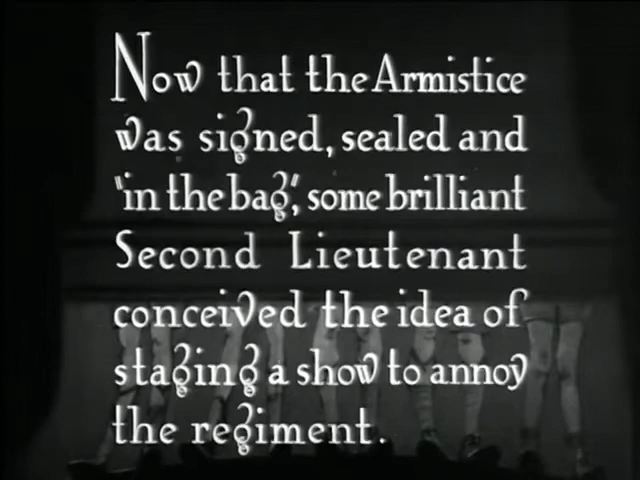 Now that the Armistice
was signed, sealed and
"in the bag", some brilliant
Second Lieutenant
conceived the idea of
staging a show to annoy
the regiment.